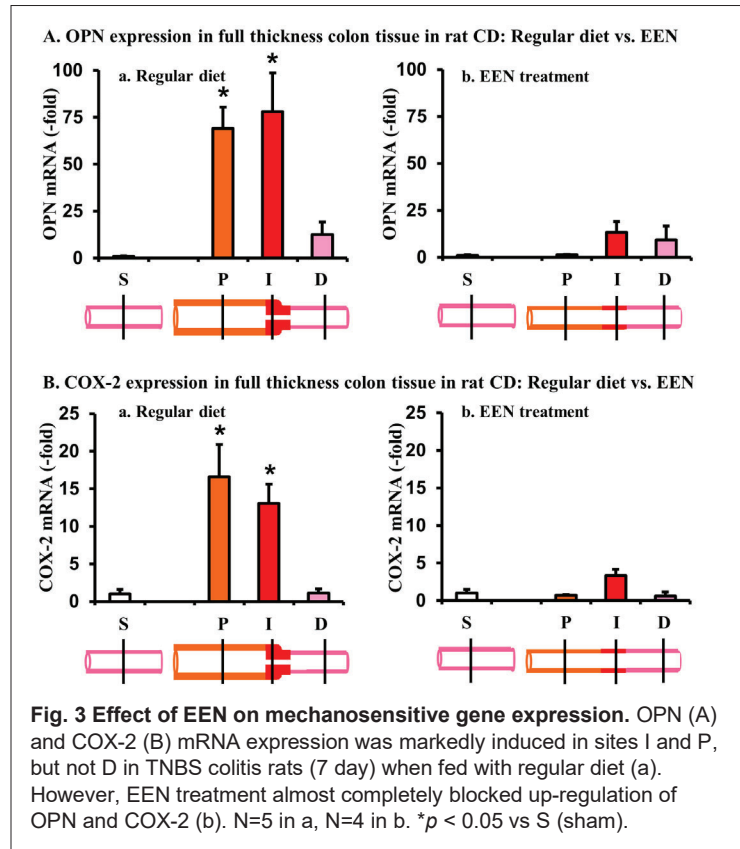 A. OPN expression in full thickness colon tissue in rat CD: Regular diet vs. EEN
a. Regular diet
b. EEN treatment
OPN mRNA (-fold)
100
75
50
25
0
* *
S P I D
OPN mRNA (-fold)
100
75
50
25
0
S P I D
B. COX-2 expression in full thickness colon tissue in rat CD: Regular diet vs. EEN
a. Regular diet
b. EEN treatment
COX-2 mRNA (-fold)
25
20
15
10
5
0
* *
S P I D
COX-2 mRNA (-fold)
25
20
15
10
5
0
S P I D
Fig. 3 Effect of EEN on mechanosensitive gene expression. OPN (A)
and COX-2 (B) mRNA expression was markedly induced in sites I and P,
but not D in TNBS colitis rats (7 day) when fed with regular diet (a).
However, EEN treatment almost completely blocked up-regulation of
OPN and COX-2 (b). N=5 in a, N=4 in b. *p < 0.05 vs S (sham).